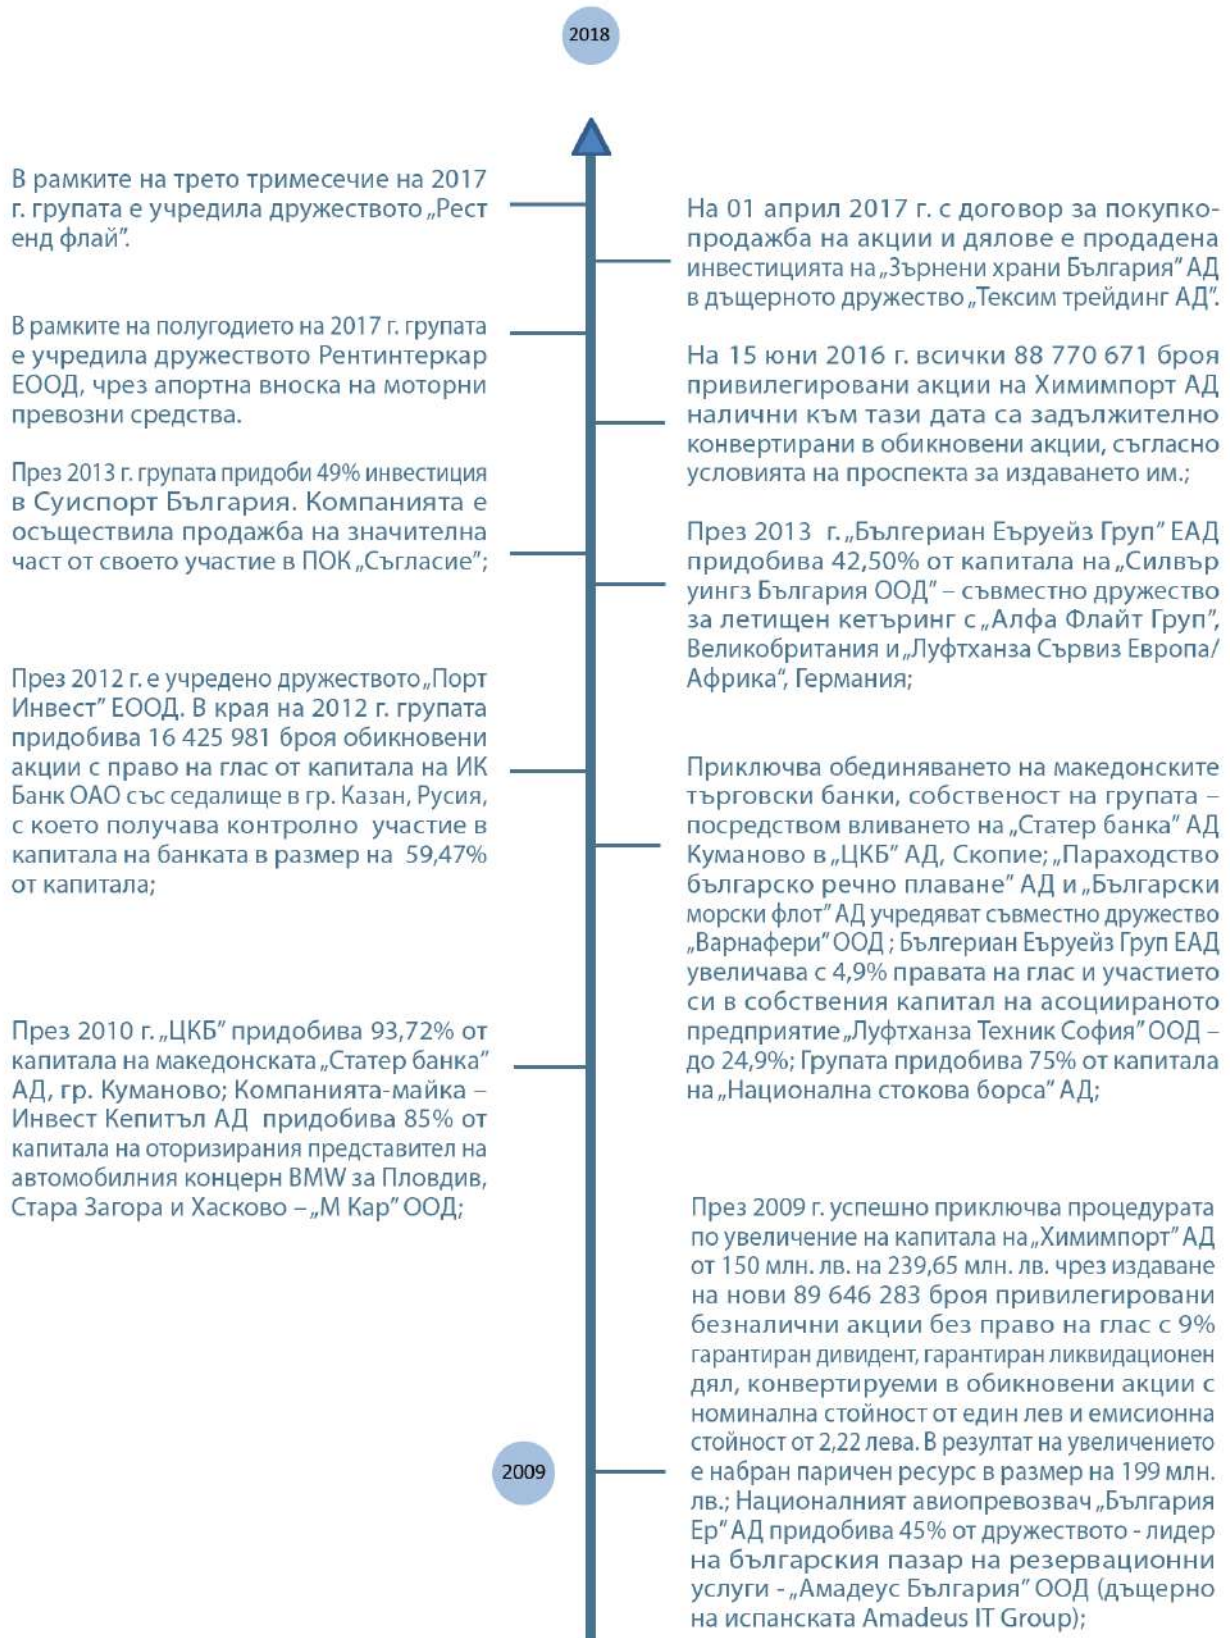 2018
В рамките на трето тримесечие на 2017
г. групата е учредила дружеството „Рест
енд флай”.
На 01 април 2017 г. с договор за покупко-
продажба на акции и дялове е продадена
инвестицията на „Зърнени храни България” АД
в дъщерното дружество „Тексим трейдинг АД”.
В рамките на полугодието на 2017 г. групата
е учредила дружеството Рентинтеркар
ЕООД, чрез апортна вноска на моторни
превозни средства.
На 15 юни 2016 г. всички 88 770 671 броя
привилегировани акции на Химимпорт АД
налични към тази дата са задължително
конвертирани в обикновени акции, съгласно
условията на проспекта за издаването им.;
През 2013 г. групата придоби 49% инвестиция
в Суиспорт България. Компанията е
осъществила продажба на значителна
част от своето участие в ПОК „Съгласие”;
През 2013 г. „Бългериан Еъруейз Груп” ЕАД
придобива 42,50% от капитала на „Силвър
уингз България ООД” – съвместно дружество
за летищен кетъринг с „Алфа Флайт Груп”,
Великобритания и „Луфтханза Сървиз Европа/
Африка“, Германия;
През 2012 г. е учредено дружеството „Порт
Инвест” ЕООД. В края на 2012 г. групата
придобива 16 425 981 броя обикновени
акции с право на глас от капитала на ИК
Банк ОАО със седалище в гр. Казан, Русия,
с което получава контролно участие в
капитала на банката в размер на 59,47%
от капитала;
Приключва обединяването на македонските
търговски банки, собственост на групата –
посредством вливането на „Статер банка” АД
Куманово в „ЦКБ” АД, Скопие; „Параходство
българско речно плаване” АД и „Български
морски флот” АД учредяват съвместно дружество
„Варнафери” ООД ; Бългериан Еъруейз Груп ЕАД
увеличава с 4,9% правата на глас и участието
си в собствения капитал на асоциираното
предприятие „Луфтханза Техник София” ООД –
до 24,9%; Групата придобива 75% от капитала
на „Национална стокова борса” АД;
През 2010 г. „ЦКБ” придобива 93,72% от
капитала на македонската „Статер банка”
АД, гр. Куманово; Компанията-майка –
Инвест Кепитъл АД придобива 85% от
капитала на оторизирания представител на
автомобилния концерн BMW за Пловдив,
Стара Загора и Хасково – „М Кар” ООД;
2009
През 2009 г. успешно приключва процедурата
по увеличение на капитала на „Химимпорт” АД
от 150 млн. лв. на 239,65 млн. лв. чрез издаване
на нови 89 646 283 броя привилегировани
безналични акции без право на глас с 9%
гарантиран дивидент, гарантиран ликвидационен
дял, конвертируеми в обикновени акции с
номинална стойност от един лев и емисионна
стойност от 2,22 лева. В резултат на увеличението
е набран паричен ресурс в размер на 199 млн.
лв.; Националният авиопревозвач „България
Ер” АД придобива 45% от дружеството - лидер
на българския пазар на резервационни
услуги - „Амадеус България” ООД (дъщерно
на испанската Amadeus IT Group);